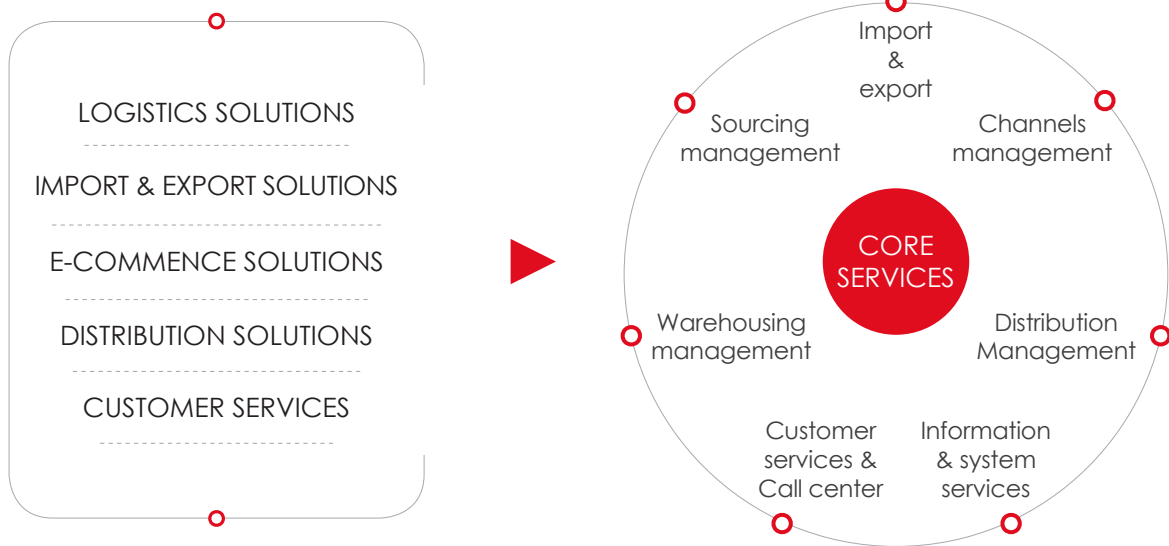 LOGISTICS SOLUTIONS
IMPORT & EXPORT SOLUTIONS
E-COMMENCE SOLUTIONS
DISTRIBUTION SOLUTIONS
CUSTOMER SERVICES
Import
&
export
Sourcing
management
Channels
management
CORE
SERVICES
Warehousing
management
Distribution
Management
Customer
services &
Call center
Information
& system
services